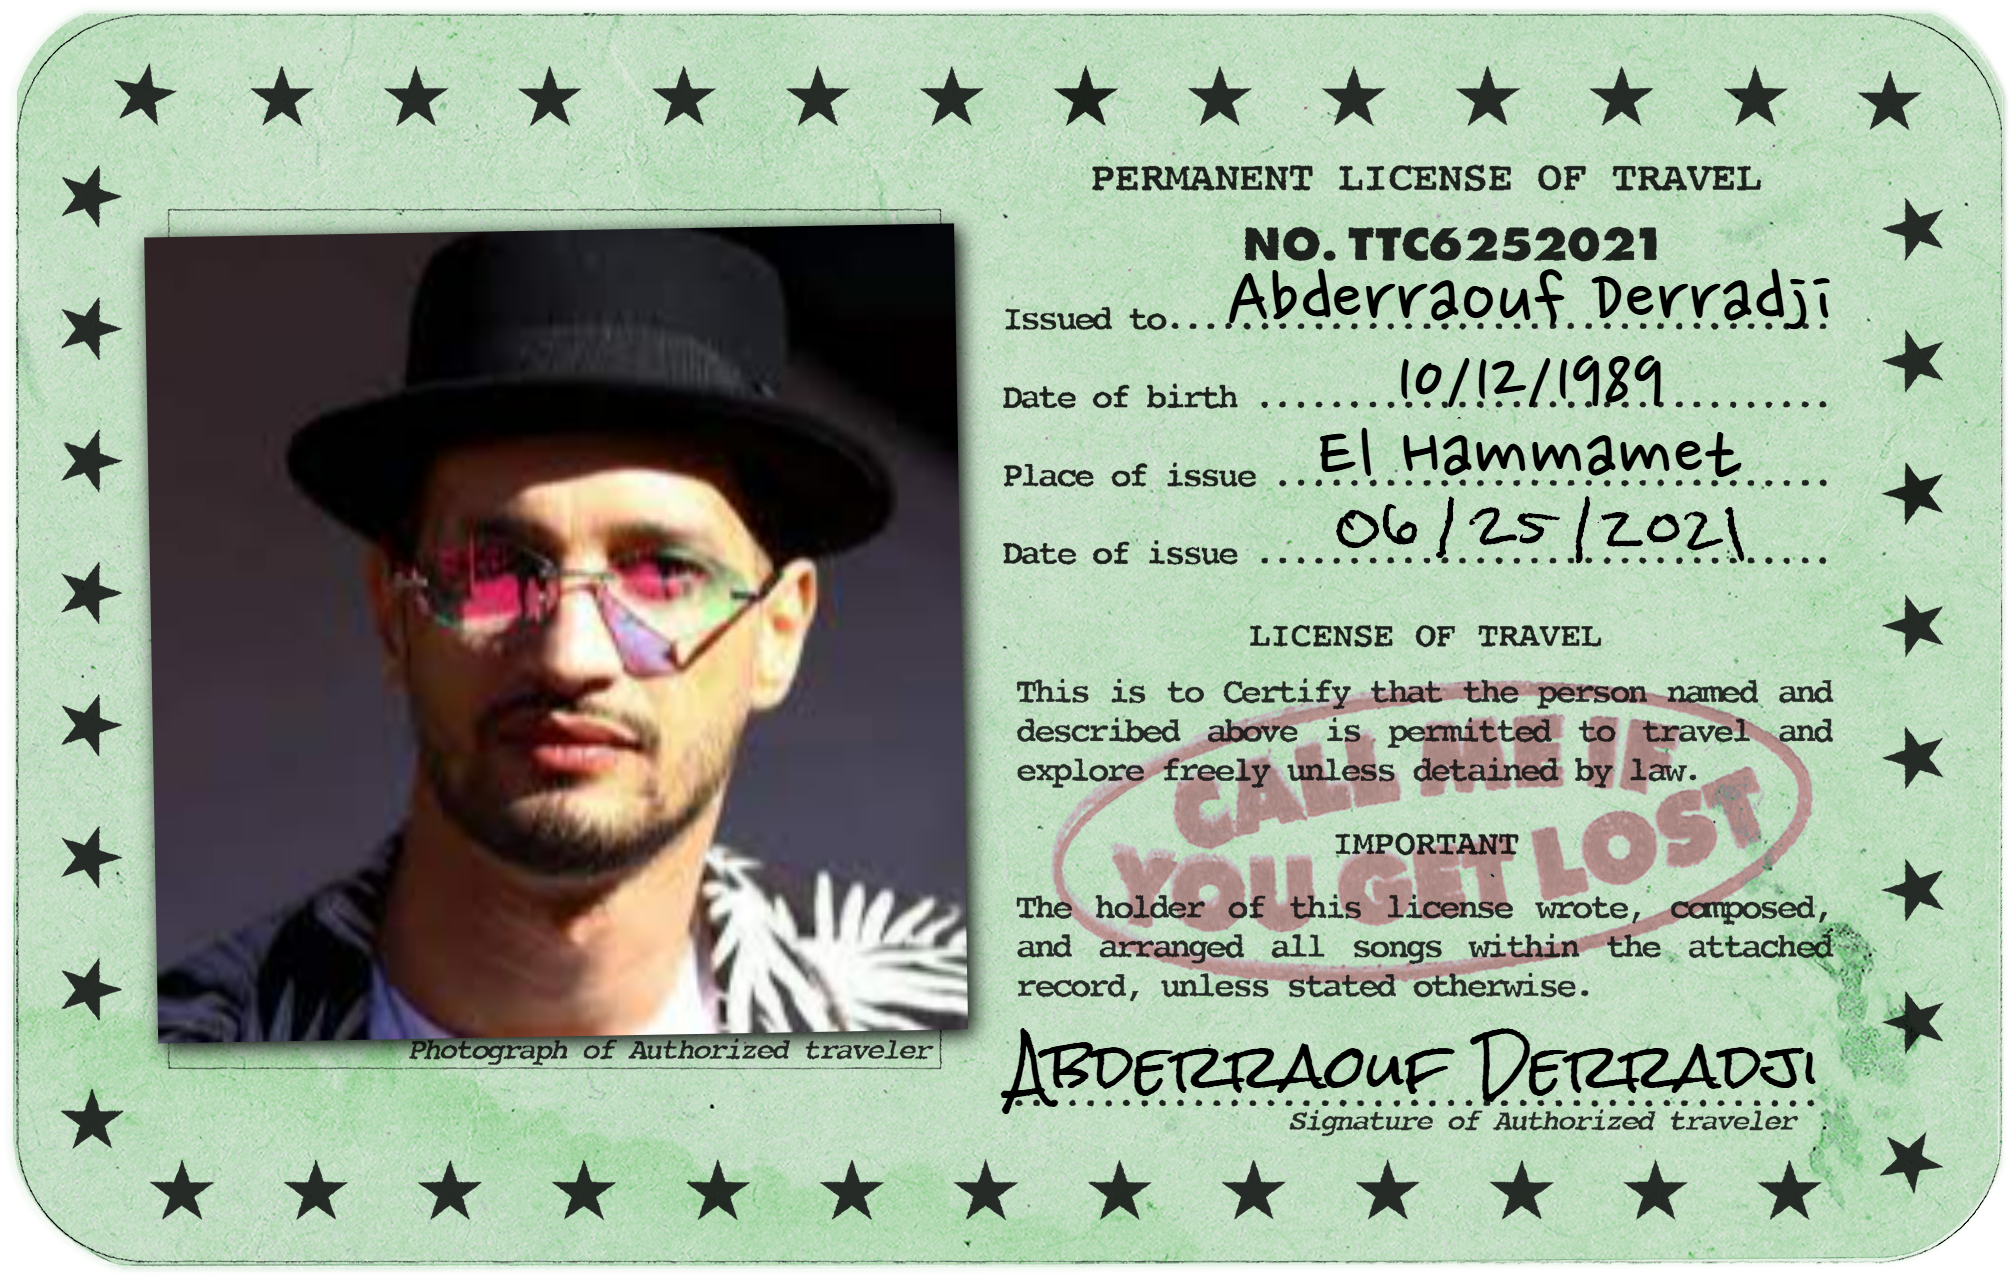 PERMANENT LICENSE OF TRAVEL
NO. TTC6252021
Issued to.... Abderraouf Derradji
Date of birth 10/12/1989
Place of issue El Hammamet
Date of issue 06/25/2021
LICENSE OF TRAVEL
This is to Certify that the person named and
described above is permitted to travel and
explore freely unless detained by law.
CALL ME IF
YOU GET LOST
IMPORTANT
The holder of this license wrote, composed,
and arranged all songs within the attached
record, unless stated otherwise.
ABDERRAOUF DERRADJI
Signature of Authorized traveler
Photograph of Authorized traveler